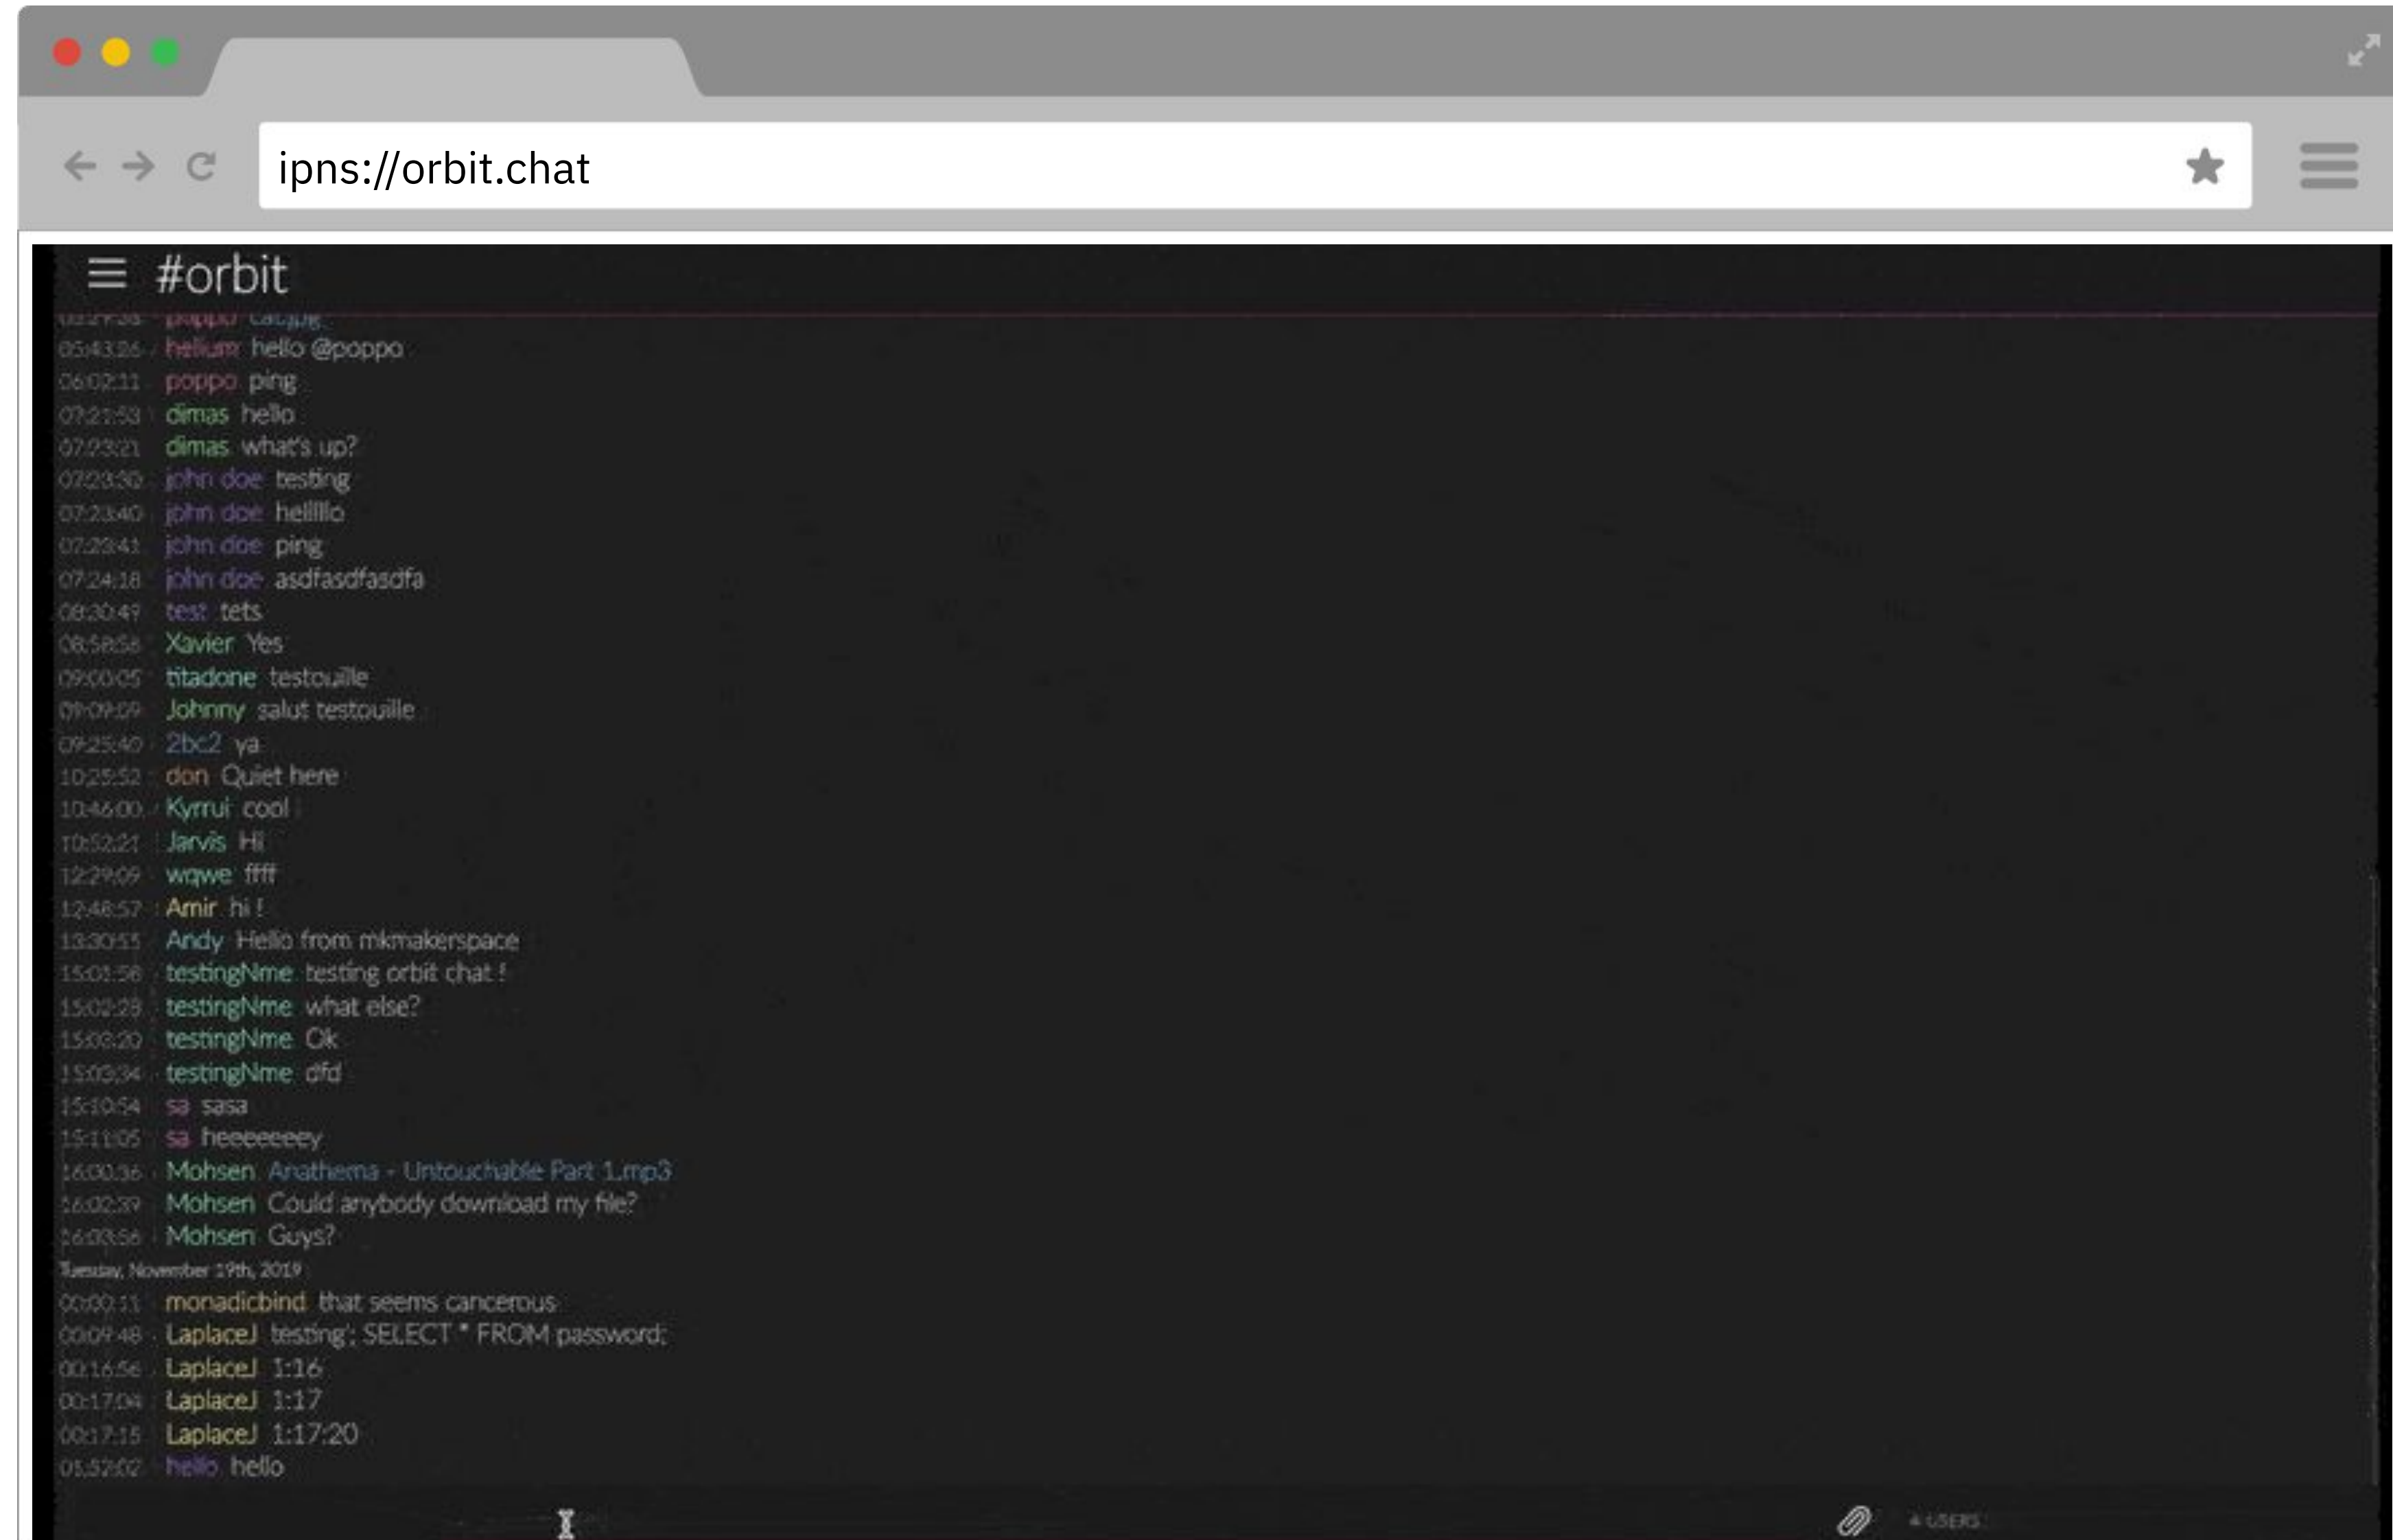 ipns://orbit.chat
#orbit
poppo cat.jpg
05:43:26 helium hello @poppo
06:02:11 poppo ping
07:21:53 dimas hello
07:23:21 dimas what's up?
07:23:30 john doe testing
07:23:40 john doe hellllllo
07:23:41 john doe ping
07:24:18 john doe asdfasdfasdfa
08:30:49 test tets
08:58:58 Xavier Yes
09:00:05 titadone testouille
09:09:09 Johnny salut testouille
09:25:40 2bc2 ya
10:25:52 don Quiet here
10:46:00 Kyrrui cool
10:52:21 Jarvis Hi
12:29:09 wqwe ffff
12:48:57 Amir hi !
13:30:55 Andy Hello from mkmakerspace
15:01:58 testingNme testing orbit chat !
15:02:28 testingNme what else?
15:03:20 testingNme Ok
15:03:34 testingNme dfd
15:10:54 sa sasa
15:11:05 sa heeeeeeey
16:00:36 Mohsen Anathema - Untouchable Part 1.mp3
16:02:39 Mohsen Could anybody download my file?
16:03:56 Mohsen Guys?
Tuesday, November 19th, 2019
00:00:11 monadicbind that seems cancerous
00:09:48 LaplaceJ testing'; SELECT * FROM password;
00:16:56 LaplaceJ 1:16
00:17:04 LaplaceJ 1:17
00:17:15 LaplaceJ 1:17:20
05:52:02 hello hello
4 USERS